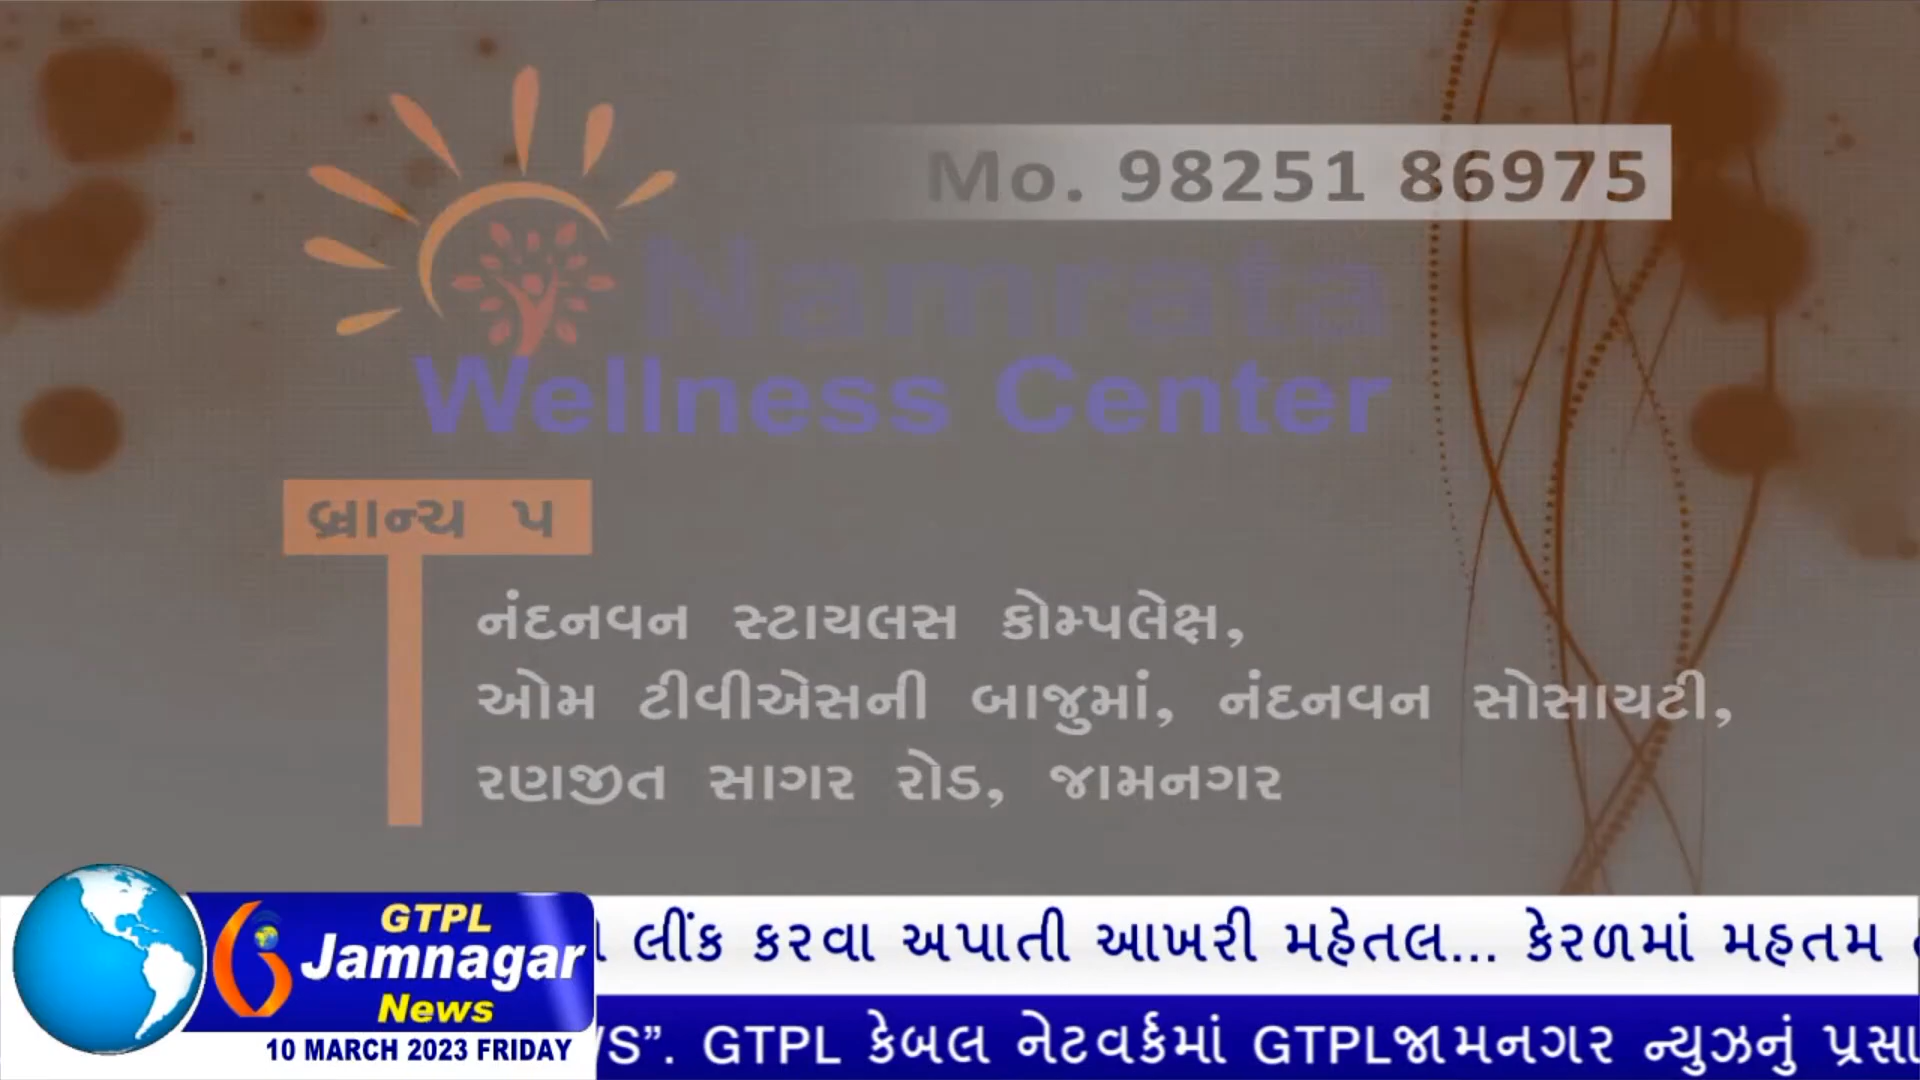 Mo. 98251 86975
Namrata
Wellness Center
બ્રાન્ચ ૫
નંદનવન સ્ટાયલસ કોમ્પલેક્ષ,
ઓમ ટીવીએસની બાજુમાં, નંદનવન સોસાયટી,
રણજીત સાગર રોડ, જામનગર
GTPL
Jamnagar
News
10 MARCH 2023 FRIDAY
લીંક કરવા અપાતી આખરી મહેતલ... કેરળમાં મહતમ
S”. GTPL કેબલ નેટવર્કમાં GTPLજામનગર ન્યુઝનું પ્રસા